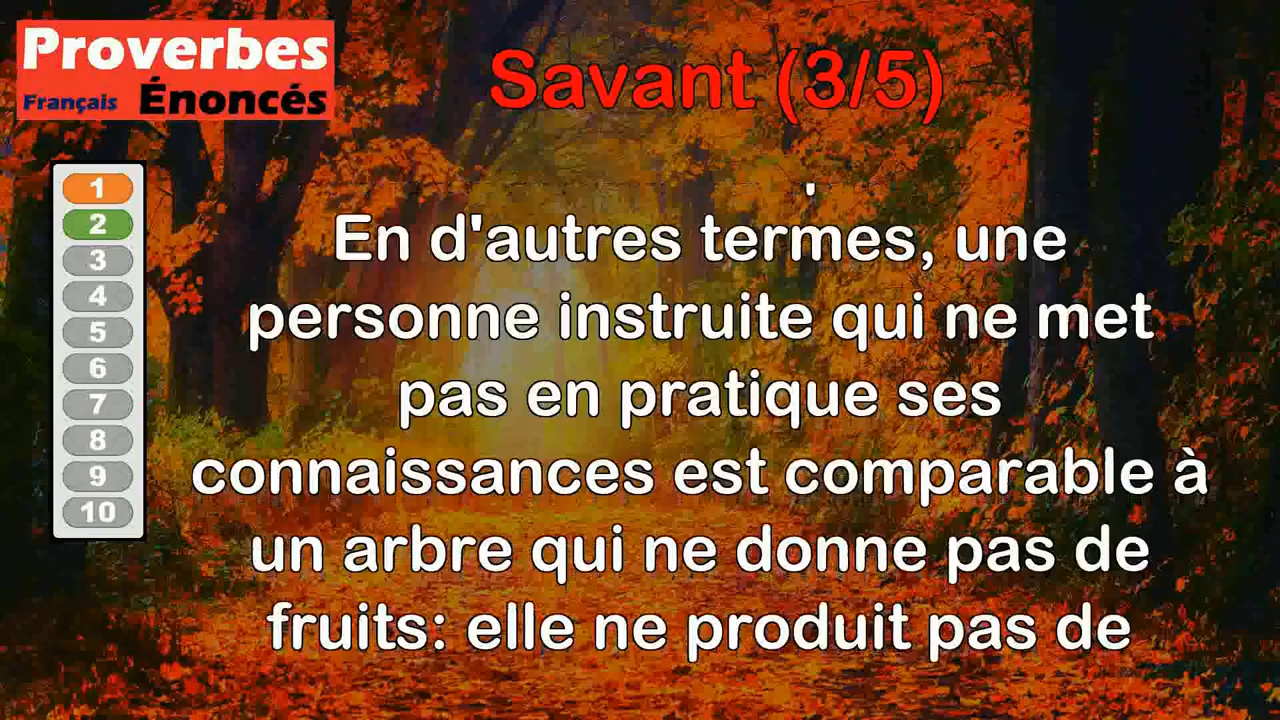 Proverbes
Français Énoncés
Savant (3/5)
1
2
3
4
5
6
7
8
9
10
En d'autres termes, une
personne instruite qui ne met
pas en pratique ses
connaissances est comparable à
un arbre qui ne donne pas de
fruits: elle ne produit pas de